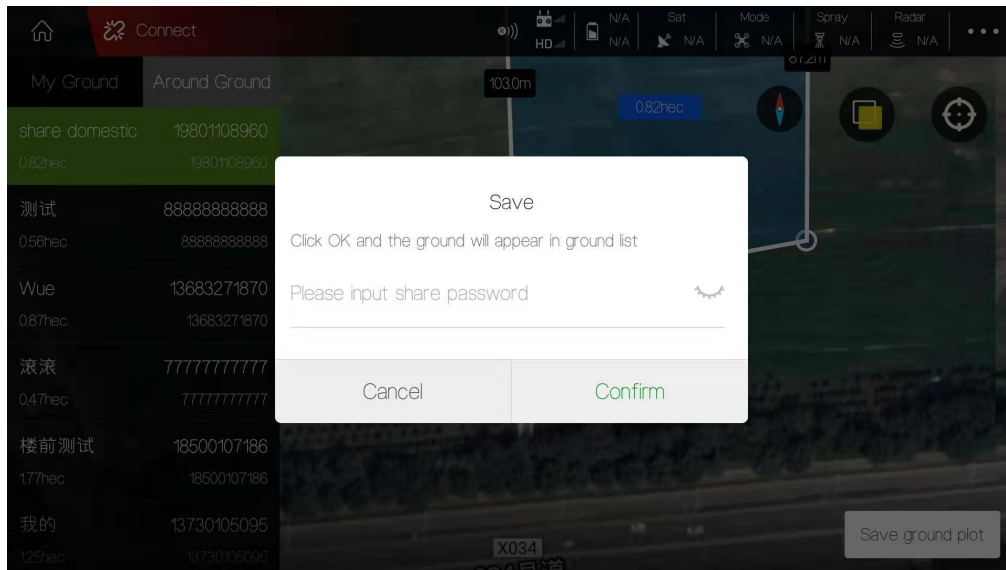 Connect
HD
N/A
N/A
Sat
N/A
Mode
N/A
Spray
N/A
Radar
N/A
My Ground
Around Ground
103.0m
67.2m
0.82hec
share domestic 19801108960
0.82hec 19801108960
测试 88888888888
0.56hec 88888888888
Wue 13683271870
0.87hec 13683271870
滚滚 77777777777
0.47hec 77777777777
楼前测试 18500107186
1.77hec 18500107186
我的 13730105095
1.25hec 13730105095
Save
Click OK and the ground will appear in ground list
Please input share password
Cancel
Confirm
Save ground plot
X034